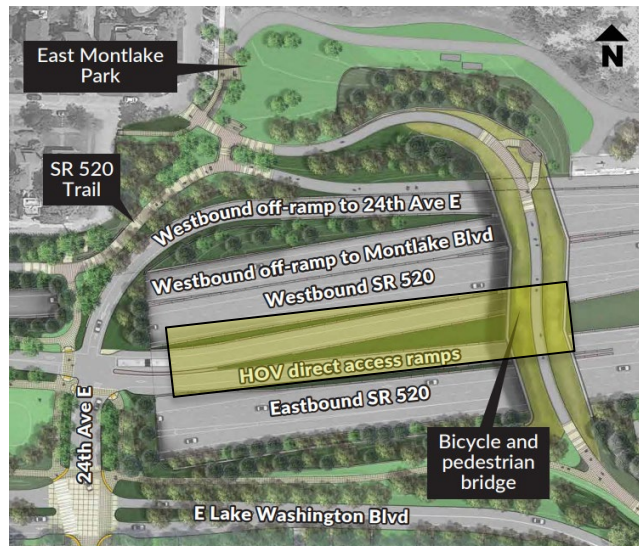 East Montlake
Park
N
SR 520
Trail
Westbound off-ramp to 24th Ave E
Westbound off-ramp to Montlake Blvd
Westbound SR 520
HOV direct access ramps
Eastbound SR 520
24th Ave E
Bicycle and
pedestrian
bridge
E Lake Washington Blvd